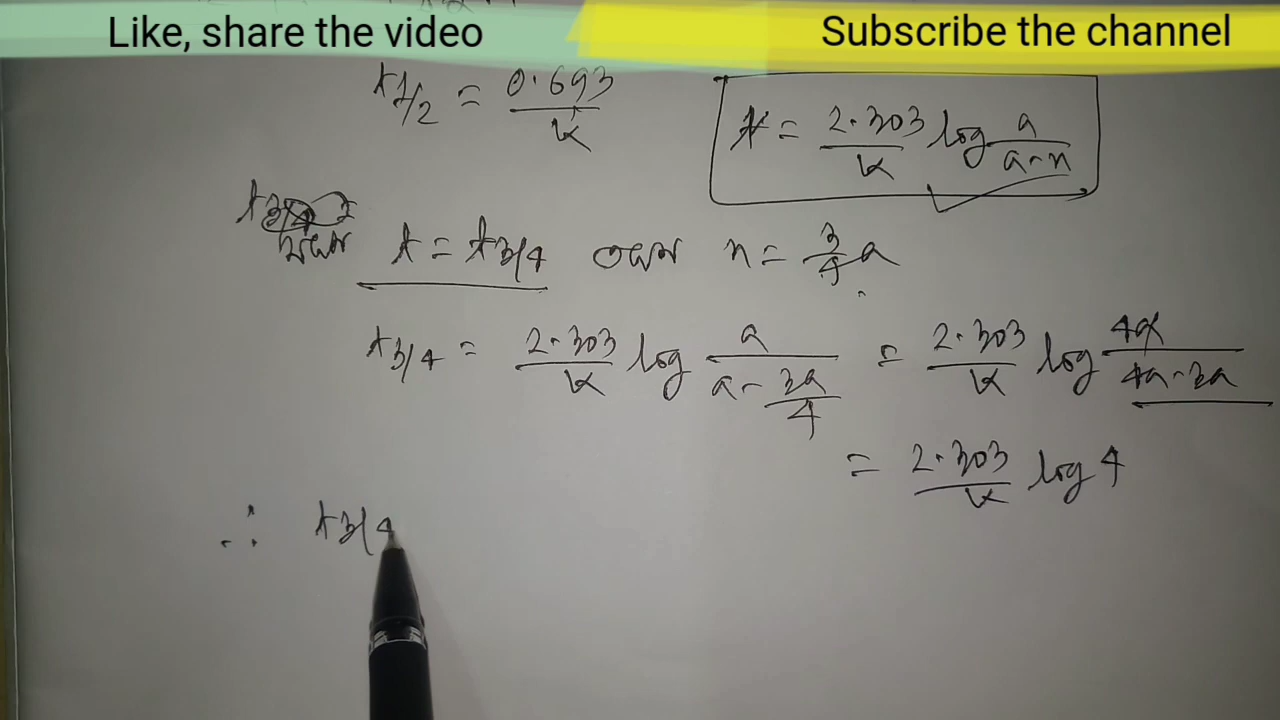 Like, share the video
Subscribe the channel
t1/2 = 0.693/K
t = 2.303/K log a/(a-x)
t = t3/4 x = 3/4 a
t3/4 = 2.303/K log a/(a - 3a/4) = 2.303/K log 4a/(4a-3a)
= 2.303/K log 4
∴ t3/4